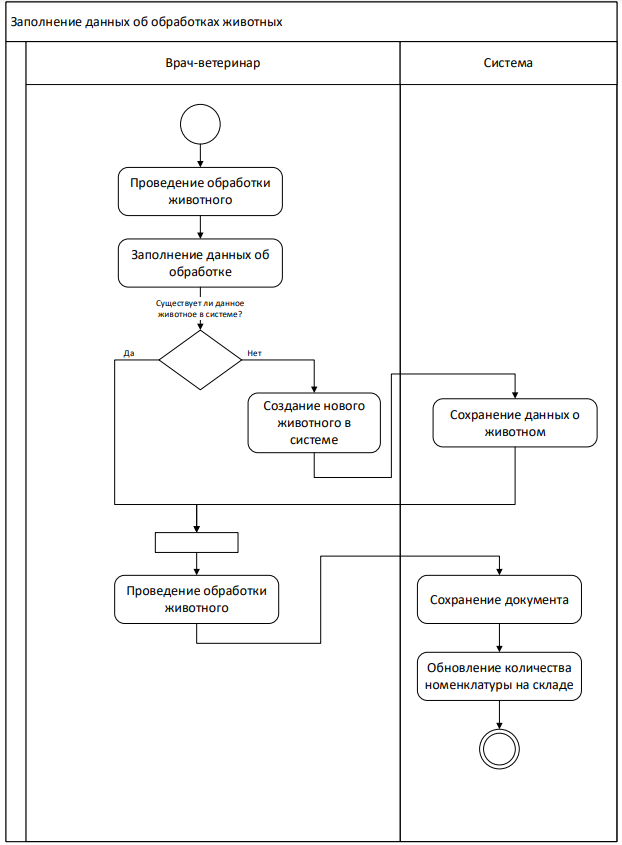 Заполнение данных об обработках животных
Врач-ветеринар
Система
Проведение обработки
животного
Заполнение данных об
обработке
Существует ли данное
животное в системе?
Да
Нет
Создание нового
животного в
системе
Сохранение данных о
животном
Проведение обработки
животного
Сохранение документа
Обновление количества
номенклатуры на складе